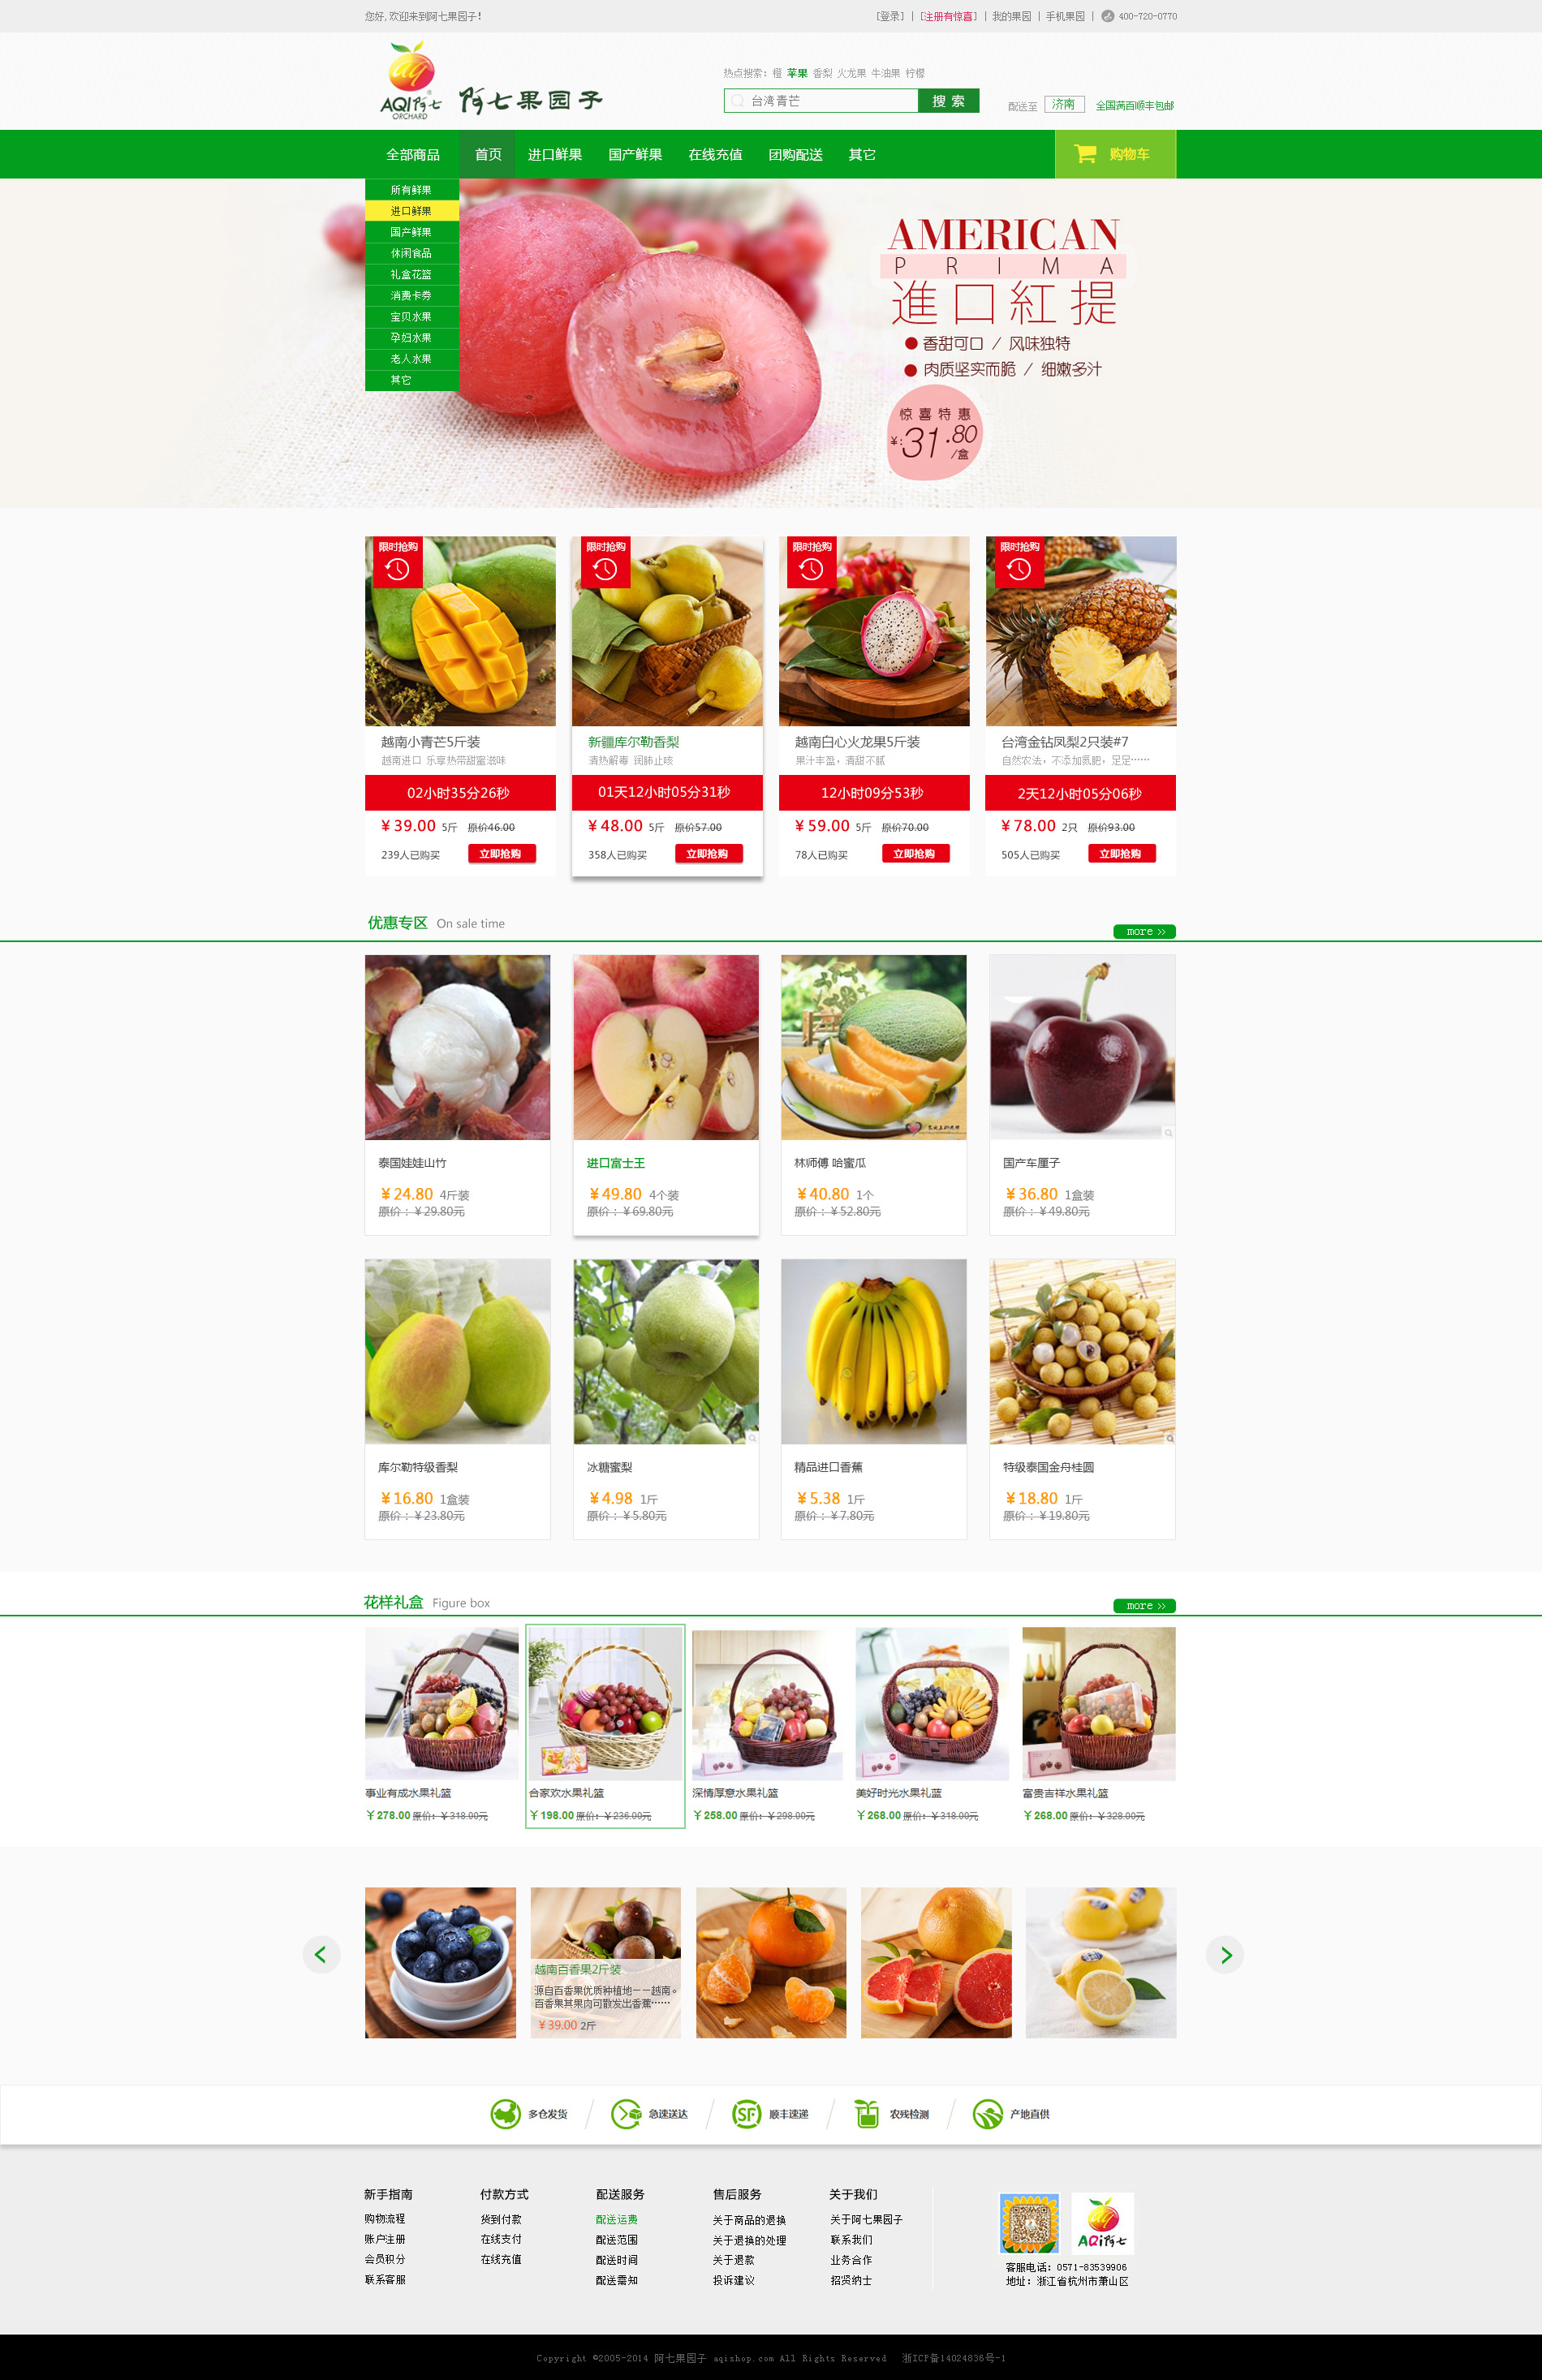 您好,欢迎来到阿七果园子!
[登录] | [注册有惊喜] | 我的果园 | 手机果园 | 400-720-0770
AQI阿七
ORCHARD
阿七果园子
热点搜索: 橙 苹果 香梨 火龙果 牛油果 柠檬
台湾青芒 搜 索
配送至 济南 全国满百顺丰包邮
全部商品 首页 进口鲜果 国产鲜果 在线充值 团购配送 其它 购物车
所有鲜果
进口鲜果
国产鲜果
休闲食品
礼盒花篮
消费卡券
宝贝水果
孕妇水果
老人水果
其它
AMERICAN
PRIMA
進口紅提
香甜可口 / 风味独特
肉质坚实而脆 / 细嫩多汁
惊喜特惠
¥:31.80
/盒
限时抢购 限时抢购 限时抢购 限时抢购
越南小青芒5斤装 新疆库尔勒香梨 越南白心火龙果5斤装 台湾金钻凤梨2只装#7
越南进口 乐享热带甜蜜滋味 清热解毒 润肺止咳 果汁丰盈，清甜不腻 自然农法，不添加氮肥，足足……
02小时35分26秒 01天12小时05分31秒 12小时09分53秒 2天12小时05分06秒
¥39.00 5斤 原价46.00 ¥48.00 5斤 原价57.00 ¥59.00 5斤 原价70.00 ¥78.00 2只 原价93.00
239人已购买 立即抢购 358人已购买 立即抢购 78人已购买 立即抢购 505人已购买 立即抢购
优惠专区 On sale time more >>
泰国娃娃山竹 进口富士王 林师傅 哈蜜瓜 国产车厘子
¥24.80 4斤装 ¥49.80 4个装 ¥40.80 1个 ¥36.80 1盒装
原价：¥29.80元 原价：¥69.80元 原价：¥52.80元 原价：¥49.80元
库尔勒特级香梨 冰糖蜜梨 精品进口香蕉 特级泰国金舟桂圆
¥16.80 1盒装 ¥4.98 1斤 ¥5.38 1斤 ¥18.80 1斤
原价：¥23.80元 原价：¥5.80元 原价：¥7.80元 原价：¥19.80元
花样礼盒 Figure box more >>
事业有成水果礼篮 合家欢水果礼篮 深情厚意水果礼篮 美好时光水果礼蓝 富贵吉祥水果礼篮
¥278.00 原价：¥318.00元 ¥198.00 原价：¥236.00元 ¥258.00 原价：¥298.00元 ¥268.00 原价：¥318.00元 ¥268.00 原价：¥328.00元
越南百香果2斤装
源自百香果优质种植地－－越南。
百香果其果肉可散发出香蕉……
¥39.00 2斤
多仓发货 急速送达 SF 顺丰速递 农残检测 产地直供
新手指南 付款方式 配送服务 售后服务 关于我们
购物流程 货到付款 配送运费 关于商品的退换 关于阿七果园子
账户注册 在线支付 配送范围 关于退换的处理 联系我们
会员积分 在线充值 配送时间 关于退款 业务合作
联系客服 配送需知 投诉建议 招贤纳士
AQI阿七
客服电话：0571-83539906
地址：浙江省杭州市萧山区
Copyright ©2005-2014 阿七果园子 aqishop.com All Rights Reserved 浙ICP备14024836号-1